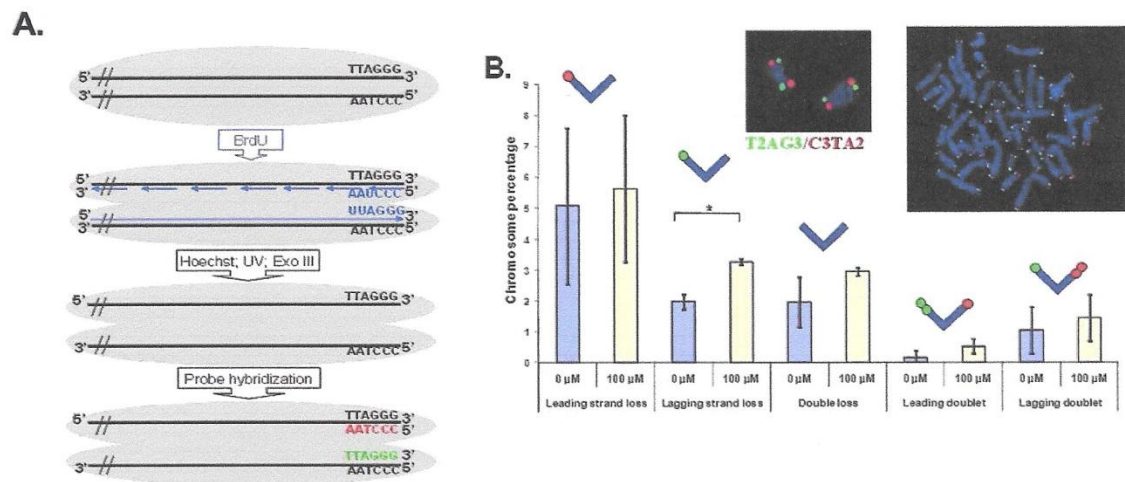 A.
TTAGGG
5' 3'
3' 5'
AATCCC
BrdU
TTAGGG
5' 3'
3' 5'
AAUCCC
UUAGGG
5' 3'
3' 5'
AATCCC
Hoechst; UV; Exo III
TTAGGG
5' 3'
3' 5'
AATCCC
Probe hybridization
TTAGGG
5' 3'
AATCCC 5'
TTAGGG 3'
3' 5'
AATCCC
B.
Chromosome percentage
9
8
7
6
5
4
3
2
1
0
*
T2AG3/C3TA2
0 µM 100 µM 0 µM 100 µM 0 µM 100 µM 0 µM 100 µM 0 µM 100 µM
Leading strand loss Lagging strand loss Double loss Leading doublet Lagging doublet